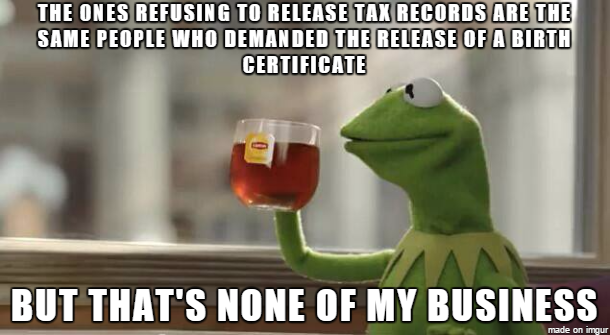 THE ONES REFUSING TO RELEASE TAX RECORDS ARE THE
SAME PEOPLE WHO DEMANDED THE RELEASE OF A BIRTH
CERTIFICATE
LIPTON
BUT THAT'S NONE OF MY BUSINESS
made on imgur